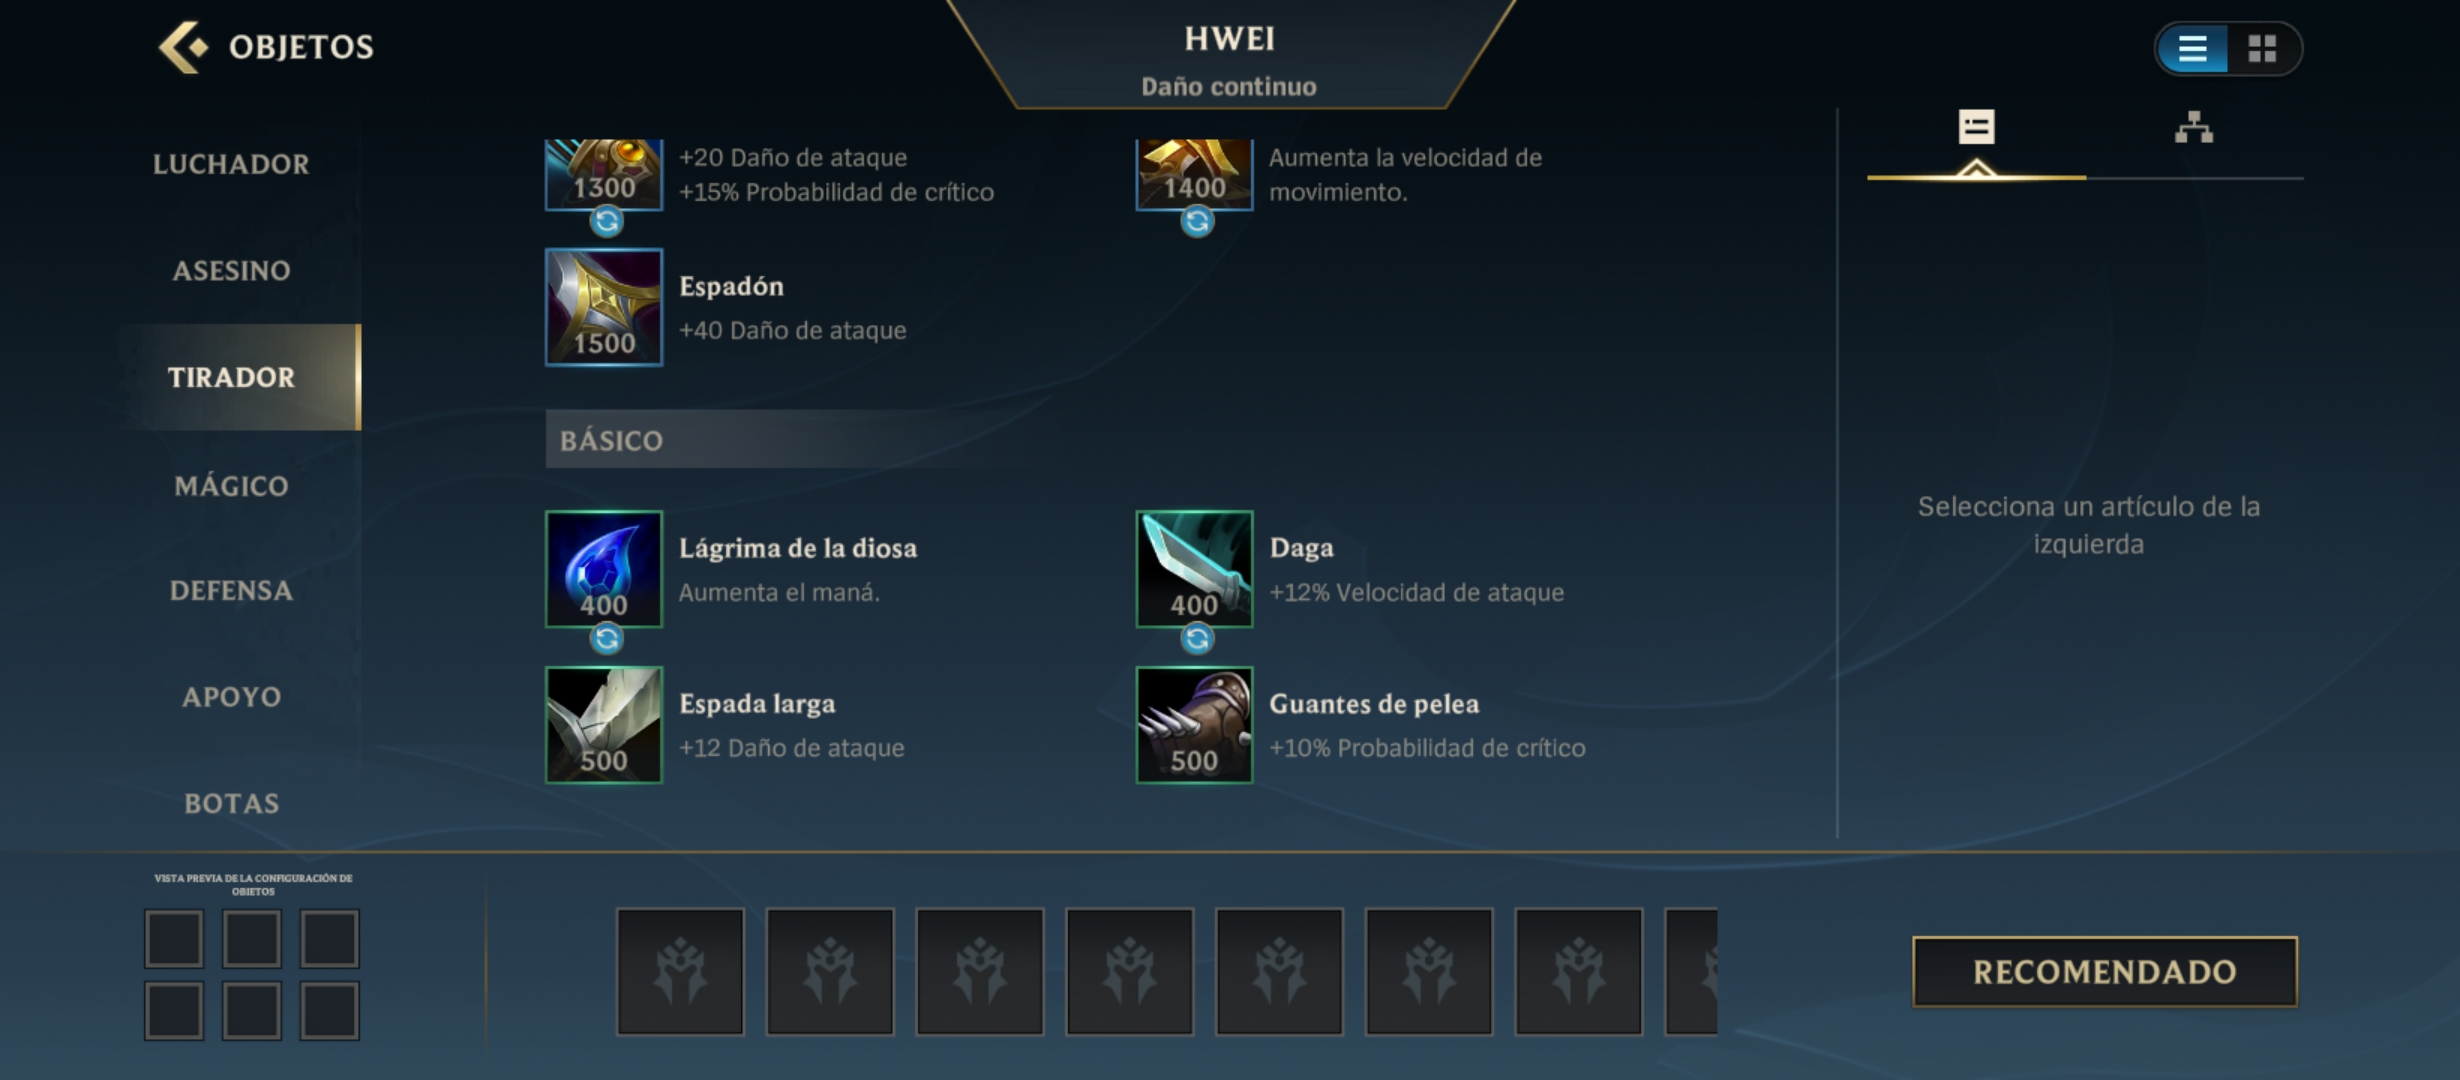 OBJETOS
HWEI
Daño continuo
LUCHADOR
ASESINO
TIRADOR
MÁGICO
DEFENSA
APOYO
BOTAS
1300
+20 Daño de ataque
+15% Probabilidad de crítico
1400
Aumenta la velocidad de
movimiento.
1500
Espadón
+40 Daño de ataque
BÁSICO
400
Lágrima de la diosa
Aumenta el maná.
400
Daga
+12% Velocidad de ataque
500
Espada larga
+12 Daño de ataque
500
Guantes de pelea
+10% Probabilidad de crítico
Selecciona un artículo de la
izquierda
VISTA PREVIA DE LA CONFIGURACIÓN DE
OBJETOS
RECOMENDADO